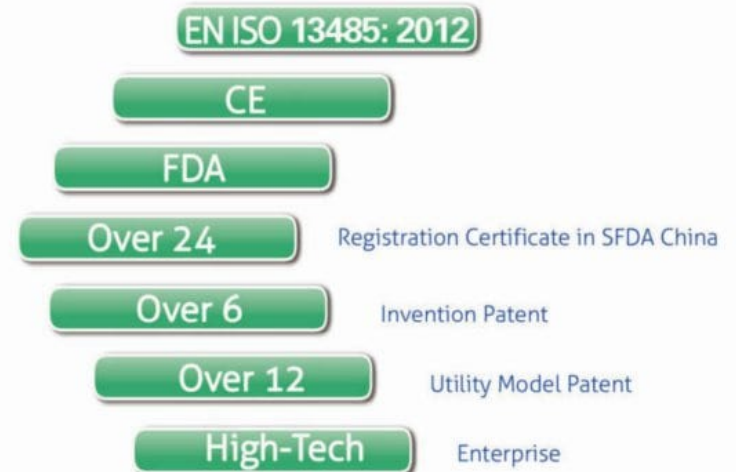 EN ISO 13485: 2012
CE
FDA
Over 24 Registration Certificate in SFDA China
Over 6 Invention Patent
Over 12 Utility Model Patent
High-Tech Enterprise